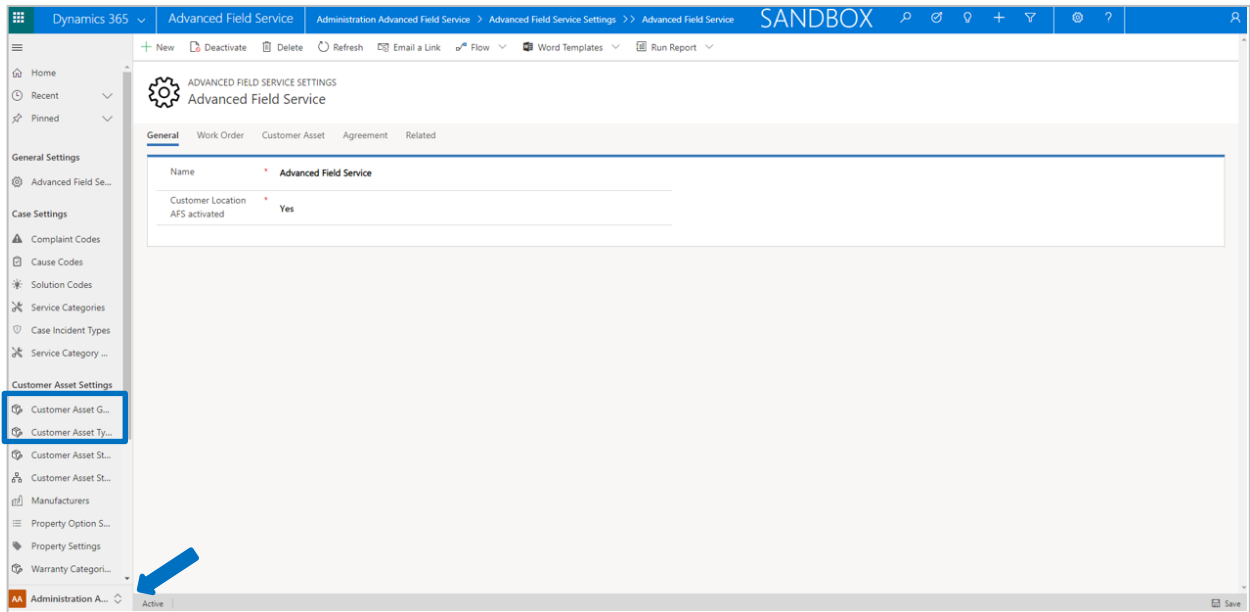 Dynamics 365 Advanced Field Service Administration Advanced Field Service > Advanced Field Service Settings >> Advanced Field Service SANDBOX
New Deactivate Delete Refresh Email a Link Flow Word Templates Run Report
Home
Recent
Pinned
General Settings
Advanced Field Se...
Case Settings
Complaint Codes
Cause Codes
Solution Codes
Service Categories
Case Incident Types
Service Category ...
Customer Asset Settings
Customer Asset G...
Customer Asset Ty...
Customer Asset St...
Customer Asset St...
Manufacturers
Property Option S...
Property Settings
Warranty Categori...
AA Administration A...
ADVANCED FIELD SERVICE SETTINGS
Advanced Field Service
General Work Order Customer Asset Agreement Related
Name * Advanced Field Service
Customer Location * Yes
AFS activated
Active Save